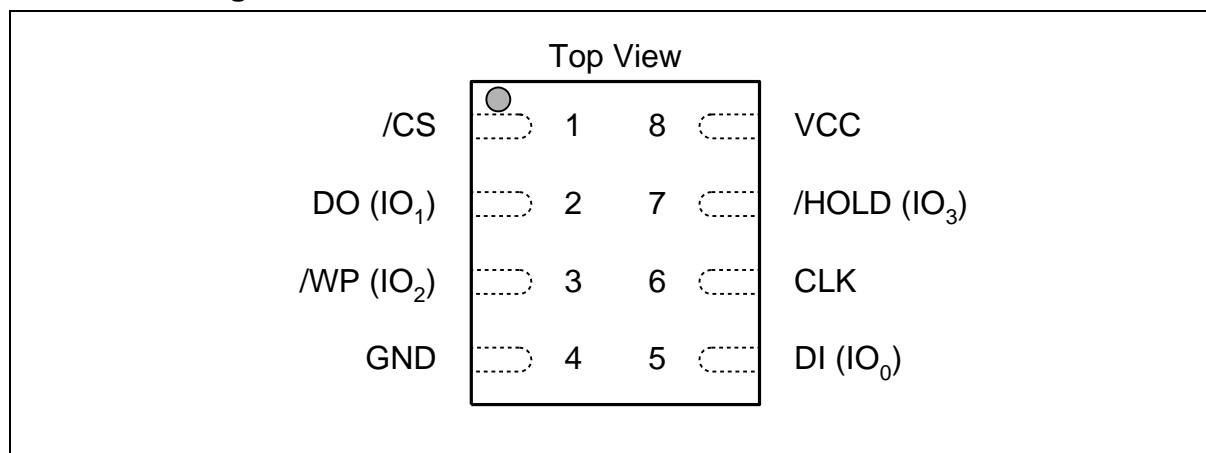 Top View
/CS 1 8 VCC
DO (IO₁) 2 7 /HOLD (IO₃)
/WP (IO₂) 3 6 CLK
GND 4 5 DI (IO₀)